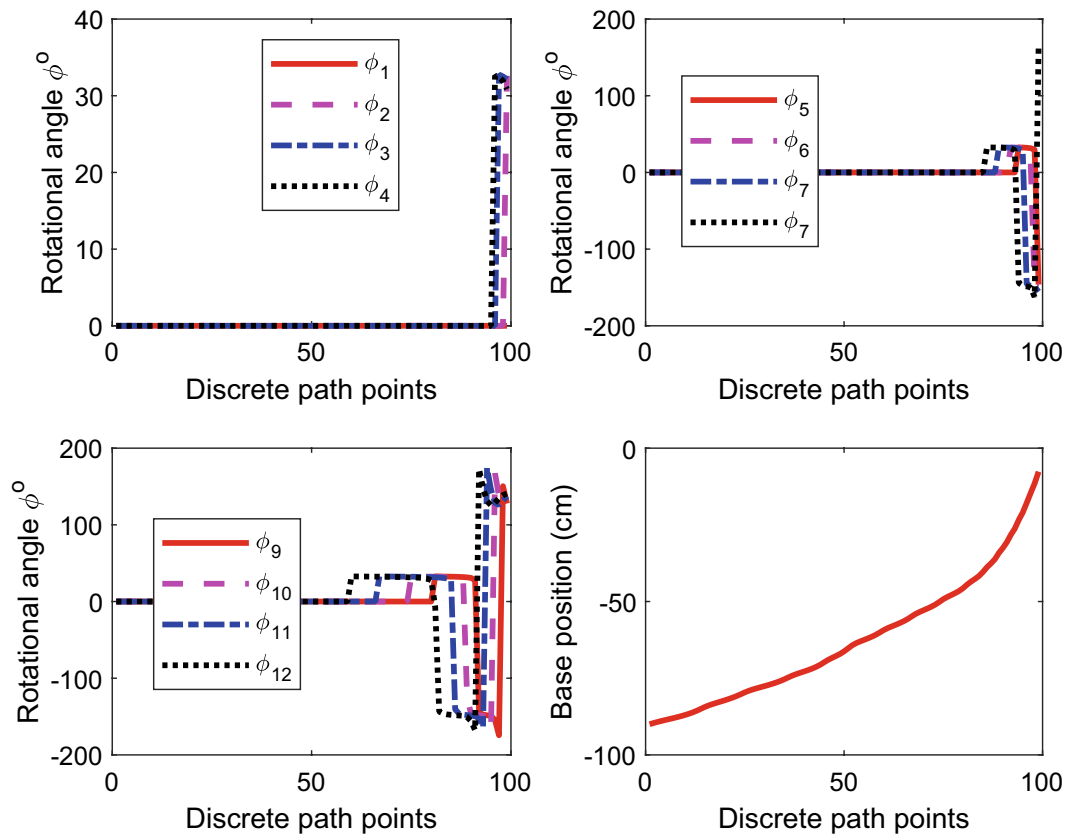 40
30
20
10
0
0
50
100
Rotational angle ϕ°
Discrete path points
ϕ1
ϕ2
ϕ3
ϕ4
200
100
0
-100
-200
0
50
100
Rotational angle ϕ°
Discrete path points
ϕ5
ϕ6
ϕ7
ϕ7
200
100
0
-100
-200
0
50
100
Rotational angle ϕ°
Discrete path points
ϕ9
ϕ10
ϕ11
ϕ12
0
-50
-100
0
50
100
Base position (cm)
Discrete path points